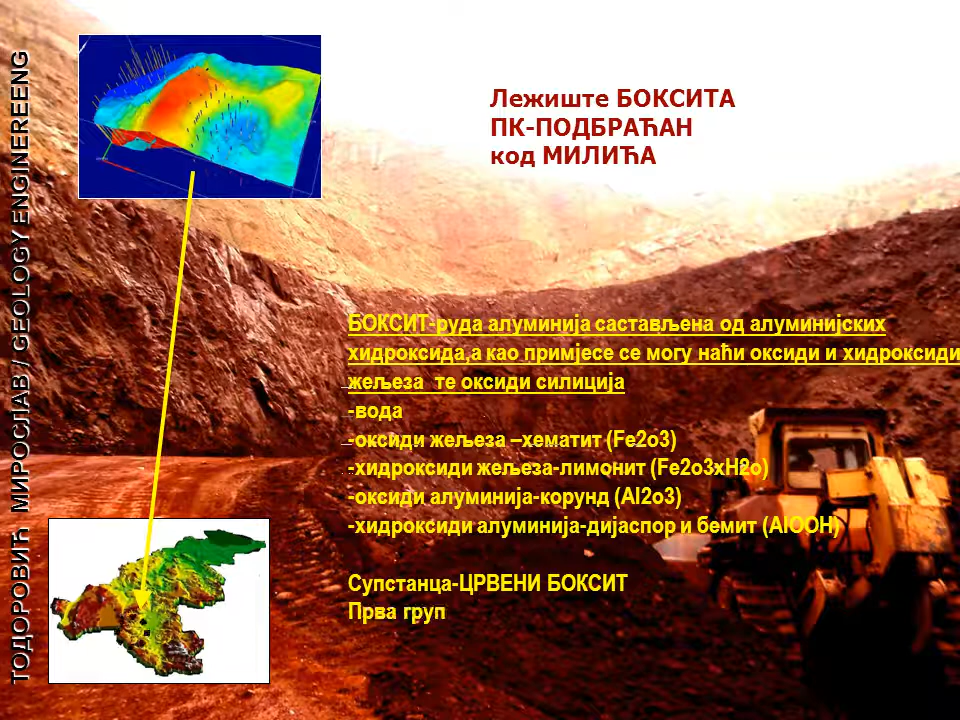 ТОДОРОВИЋ МИРОСЛАВ / GEOLOGY ENGINEREENG
Лежиште БОКСИТА
ПК-ПОДБРАЋАН
код МИЛИЋА
БОКСИТ-руда алуминија састављена од алуминијских
хидроксида,а као примјесе се могу наћи оксиди и хидроксиди
жељеза те оксиди силиција
-вода
-оксиди жељеза –хематит (Fe2o3)
-хидроксиди жељеза-лимонит (Fe2o3xH2o)
-оксиди алуминија-корунд (Al2o3)
-хидроксиди алуминија-дијаспор и бемит (AlOOH)
Супстанца-ЦРВЕНИ БОКСИТ
Прва груп